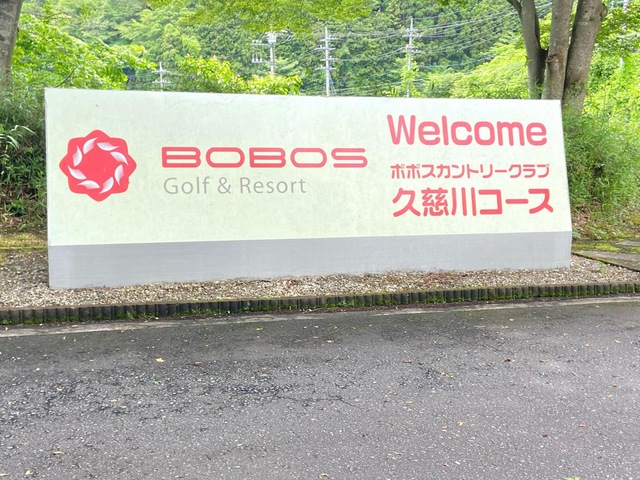 BOBOS
Golf & Resort
Welcome
ボボスカントリークラブ
久慈川コース